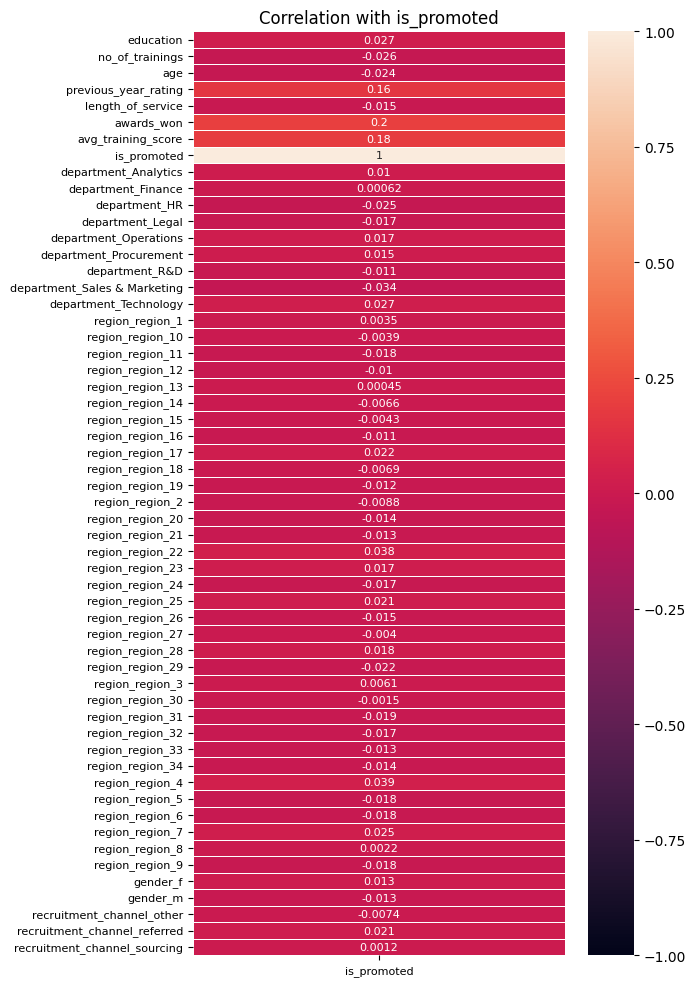 Correlation with is_promoted
education 0.027
no_of_trainings -0.026
age -0.024
previous_year_rating 0.16
length_of_service -0.015
awards_won 0.2
avg_training_score 0.18
is_promoted 1
department_Analytics 0.01
department_Finance 0.00062
department_HR -0.025
department_Legal -0.017
department_Operations 0.017
department_Procurement 0.015
department_R&D -0.011
department_Sales & Marketing -0.034
department_Technology 0.027
region_region_1 0.0035
region_region_10 -0.0039
region_region_11 -0.018
region_region_12 -0.01
region_region_13 0.00045
region_region_14 -0.0066
region_region_15 -0.0043
region_region_16 -0.011
region_region_17 0.022
region_region_18 -0.0069
region_region_19 -0.012
region_region_2 -0.0088
region_region_20 -0.014
region_region_21 -0.013
region_region_22 0.038
region_region_23 0.017
region_region_24 -0.017
region_region_25 0.021
region_region_26 -0.015
region_region_27 -0.004
region_region_28 0.018
region_region_29 -0.022
region_region_3 0.0061
region_region_30 -0.0015
region_region_31 -0.019
region_region_32 -0.017
region_region_33 -0.013
region_region_34 -0.014
region_region_4 0.039
region_region_5 -0.018
region_region_6 -0.018
region_region_7 0.025
region_region_8 0.0022
region_region_9 -0.018
gender_f 0.013
gender_m -0.013
recruitment_channel_other -0.0074
recruitment_channel_referred 0.021
recruitment_channel_sourcing 0.0012
is_promoted
1.00
0.75
0.50
0.25
0.00
−0.25
−0.50
−0.75
−1.00